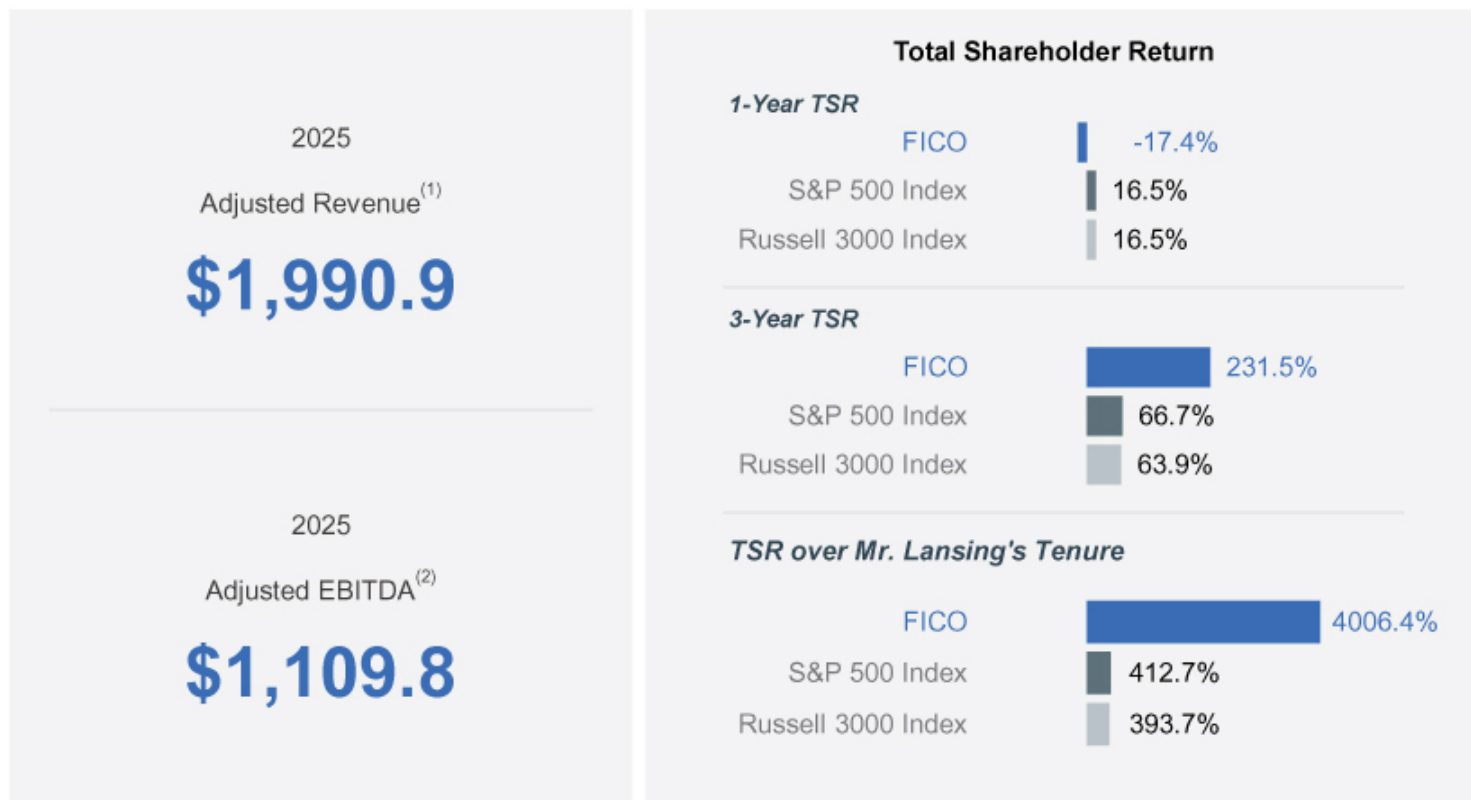 2025
Adjusted Revenue(1)
$1,990.9
2025
Adjusted EBITDA(2)
$1,109.8
Total Shareholder Return
1-Year TSR
FICO -17.4%
S&P 500 Index 16.5%
Russell 3000 Index 16.5%
3-Year TSR
FICO 231.5%
S&P 500 Index 66.7%
Russell 3000 Index 63.9%
TSR over Mr. Lansing's Tenure
FICO 4006.4%
S&P 500 Index 412.7%
Russell 3000 Index 393.7%